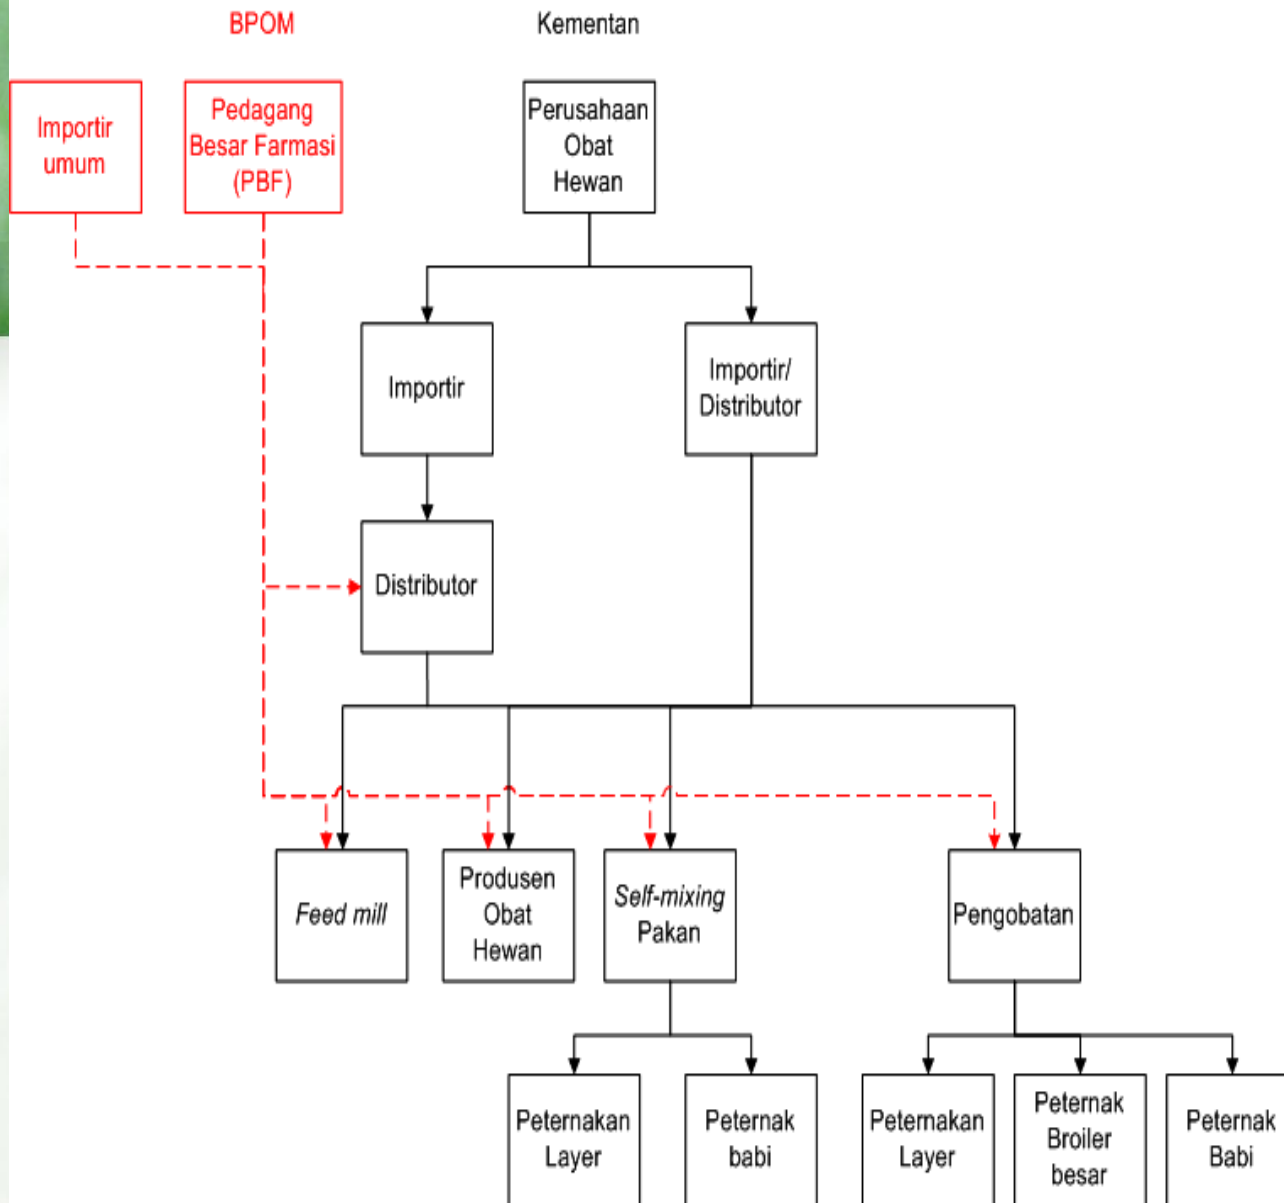 BPOM
Kementan
Importir
umum
Pedagang
Besar Farmasi
(PBF)
Perusahaan
Obat
Hewan
Importir
Importir/
Distributor
Distributor
Feed mill
Produsen
Obat
Hewan
Self-mixing
Pakan
Pengobatan
Peternakan
Layer
Peternak
babi
Peternakan
Layer
Peternak
Broiler
besar
Peternak
Babi